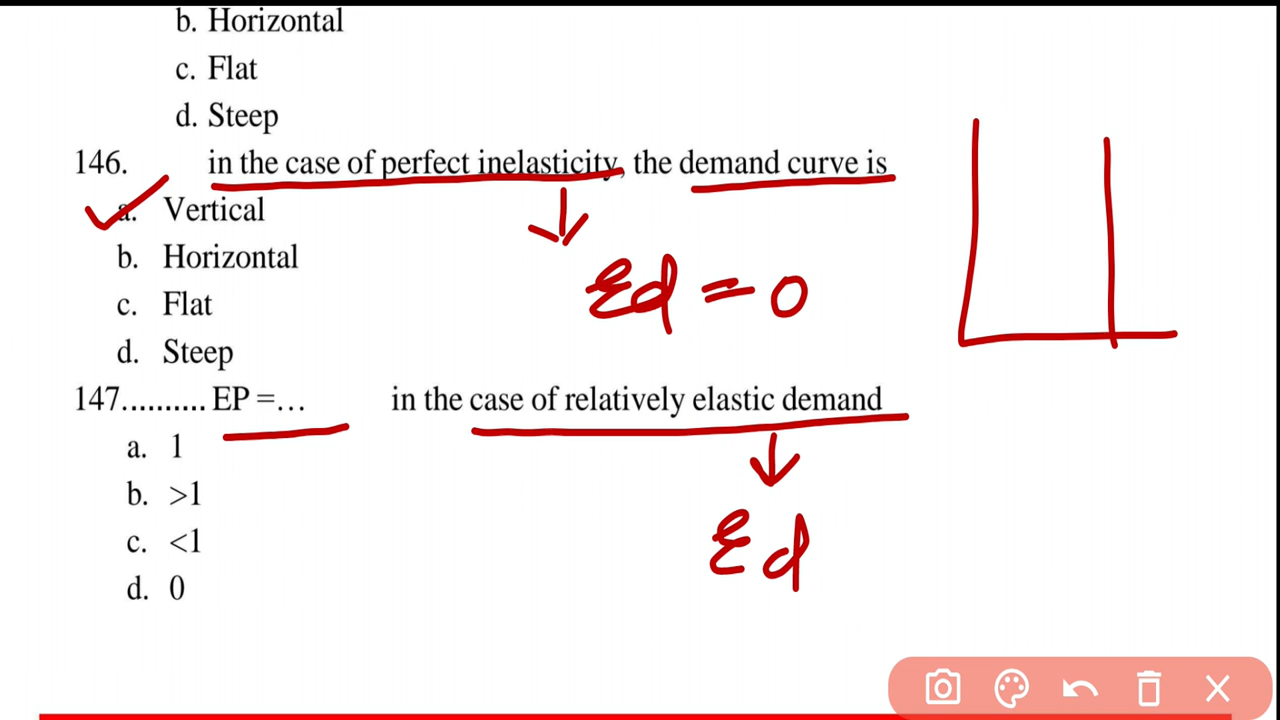 b. Horizontal
c. Flat
d. Steep
146. in the case of perfect inelasticity, the demand curve is
a. Vertical
b. Horizontal
Ed = 0
c. Flat
d. Steep
147.......... EP =... in the case of relatively elastic demand
a. 1
b. >1
c. <1
Ed
d. 0